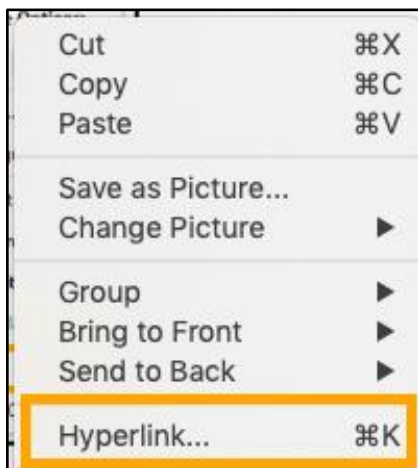 Cut ⌘X
Copy ⌘C
Paste ⌘V
Save as Picture...
Change Picture ▶
Group ▶
Bring to Front ▶
Send to Back ▶
Hyperlink... ⌘K